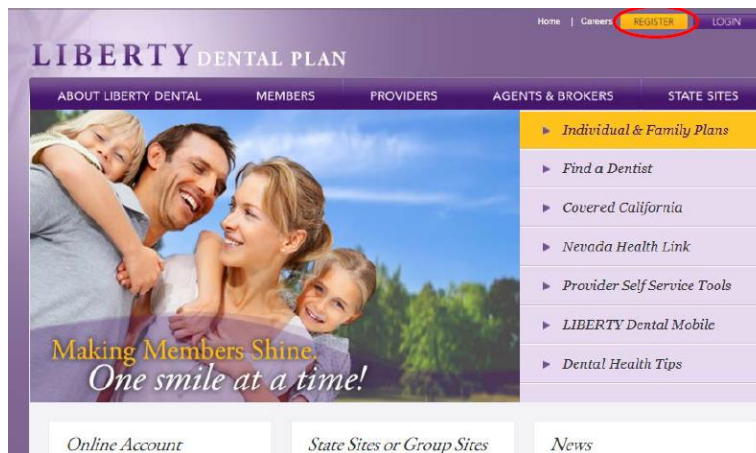 Home | Careers REGISTER LOGIN
LIBERTY DENTAL PLAN
ABOUT LIBERTY DENTAL MEMBERS PROVIDERS AGENTS & BROKERS STATE SITES
Individual & Family Plans
Find a Dentist
Covered California
Nevada Health Link
Provider Self Service Tools
LIBERTY Dental Mobile
Dental Health Tips
Making Members Shine,
One smile at a time!
Online Account State Sites or Group Sites News